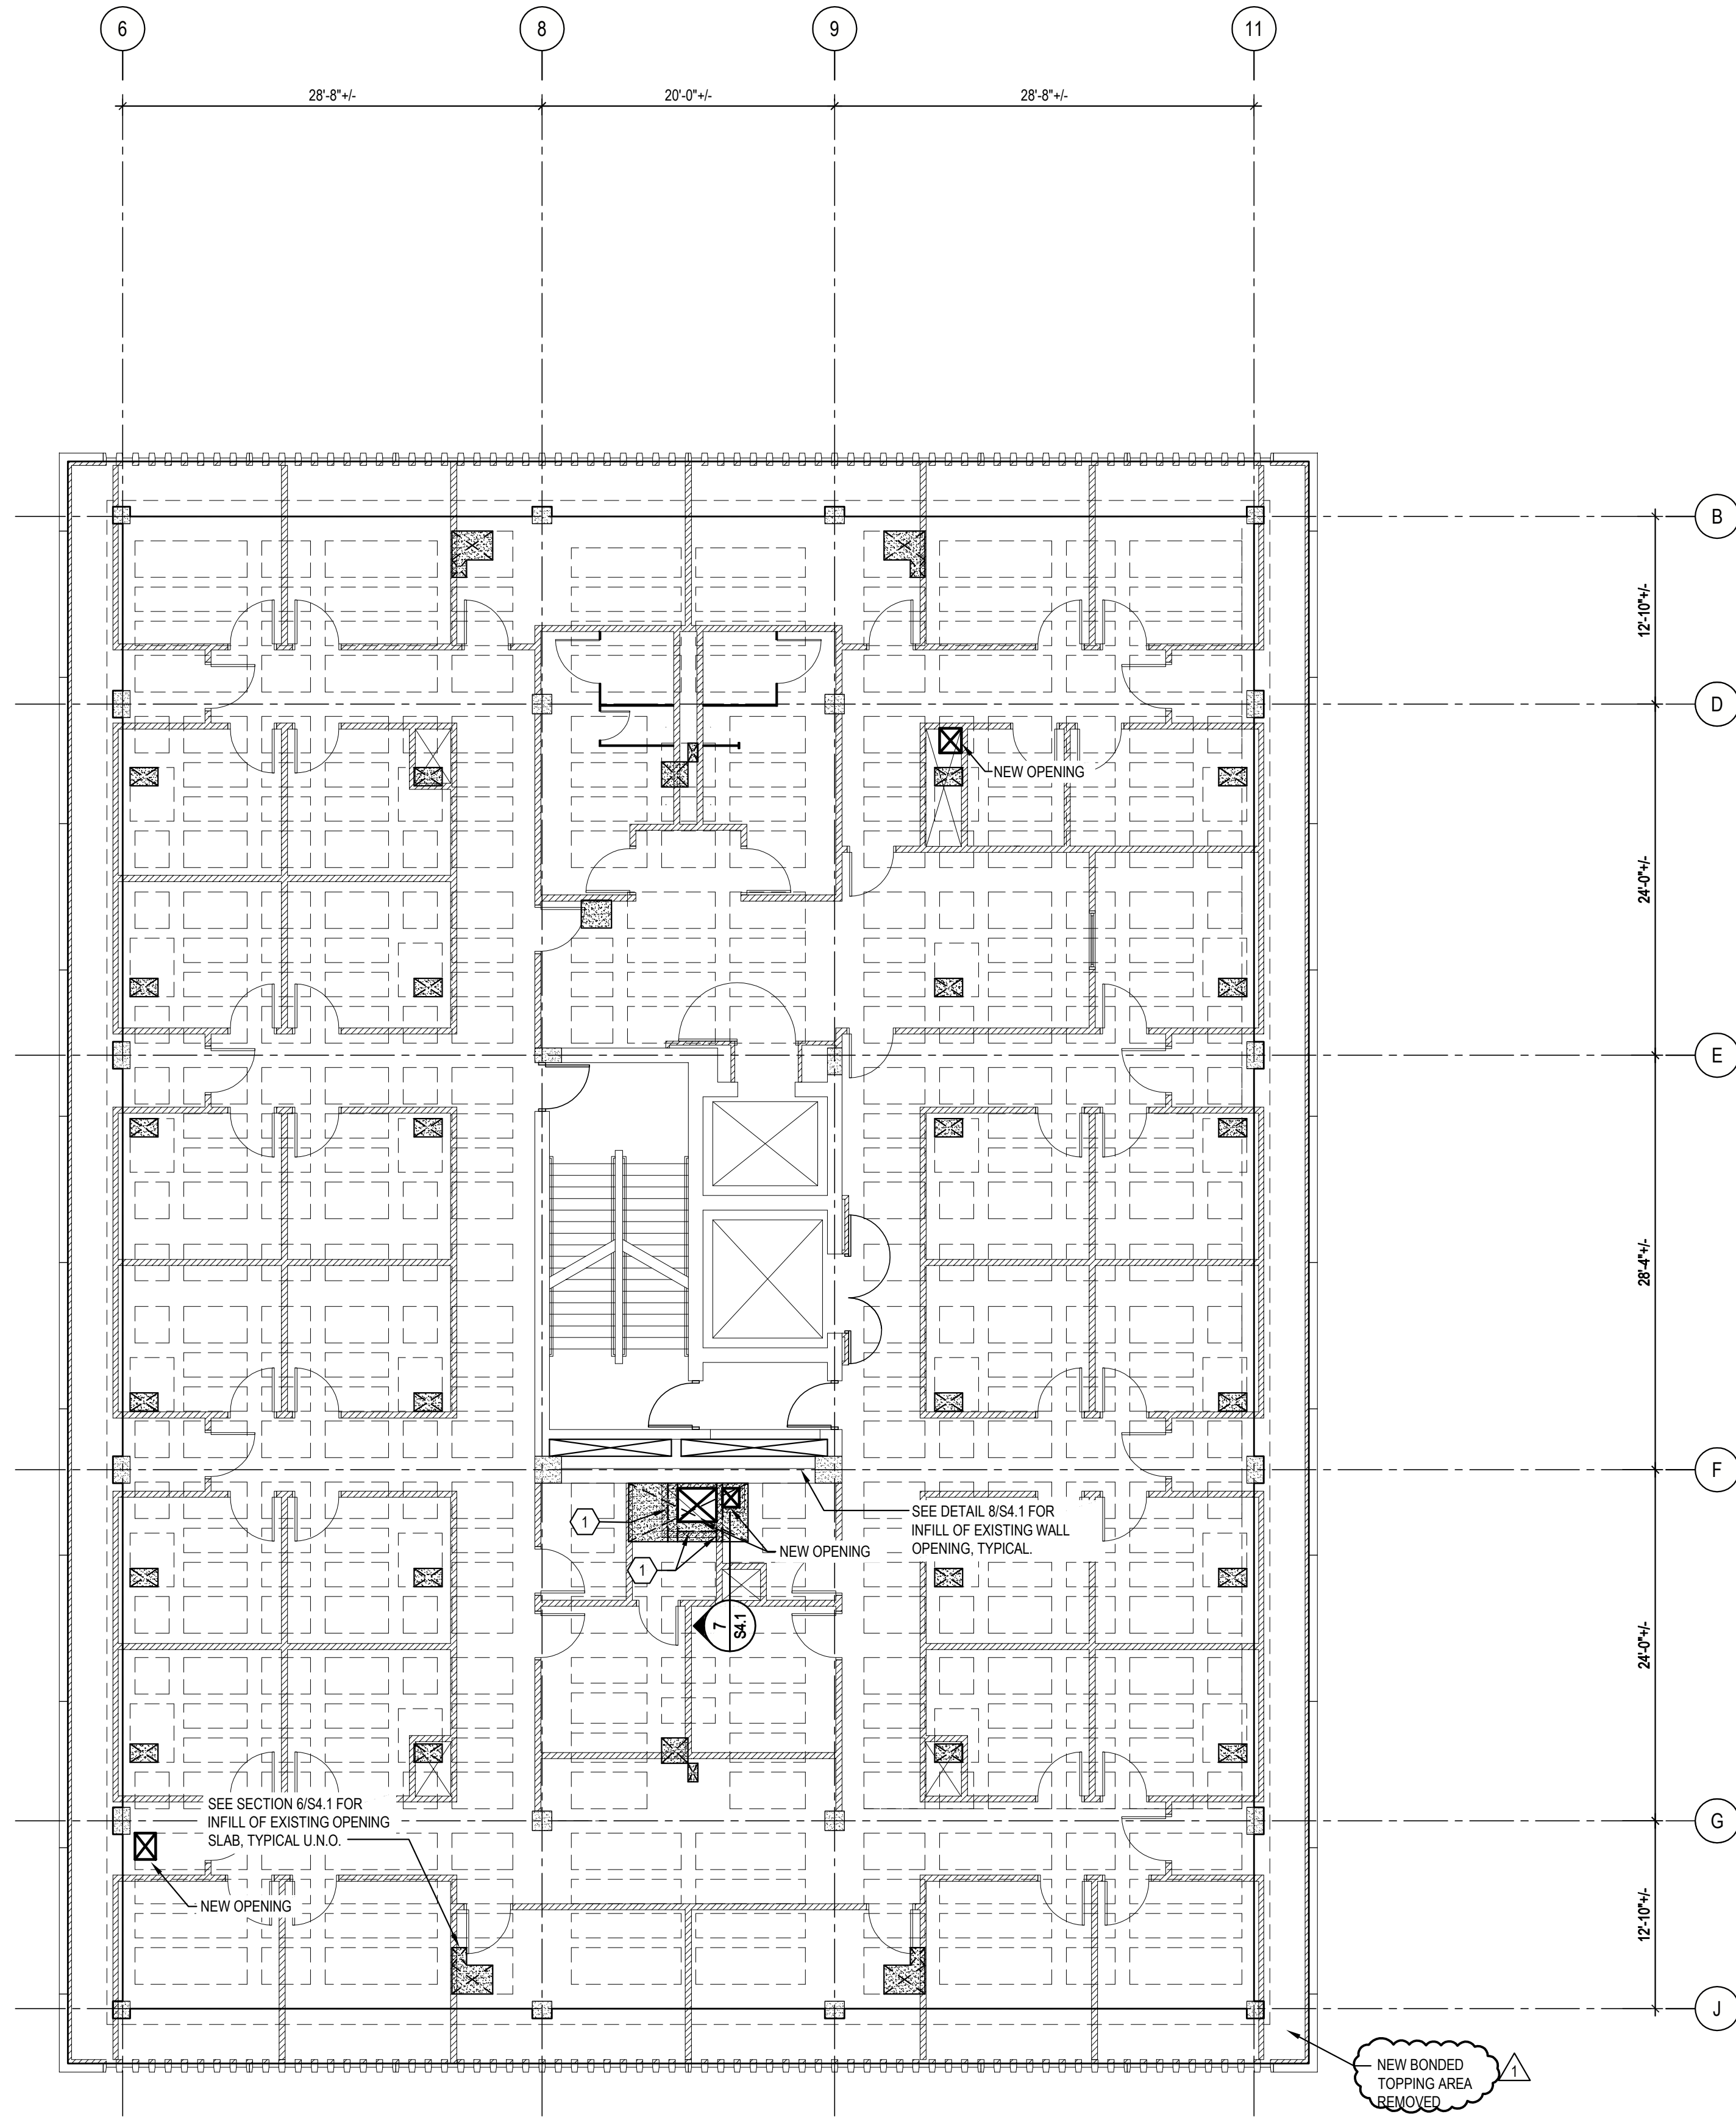 6
8
9
11
28'-8"+/-
20'-0"+/-
28'-8"+/-
B
12'-10"+/-
D
NEW OPENING
24'-0"+/-
E
28'-4"+/-
F
SEE DETAIL 8/S4.1 FOR
INFILL OF EXISTING WALL
OPENING, TYPICAL.
1
NEW OPENING
1
7
S4.1
24'-0"+/-
SEE SECTION 6/S4.1 FOR
INFILL OF EXISTING OPENING
SLAB, TYPICAL U.N.O.
G
NEW OPENING
12'-10"+/-
J
NEW BONDED
TOPPING AREA
REMOVED
1